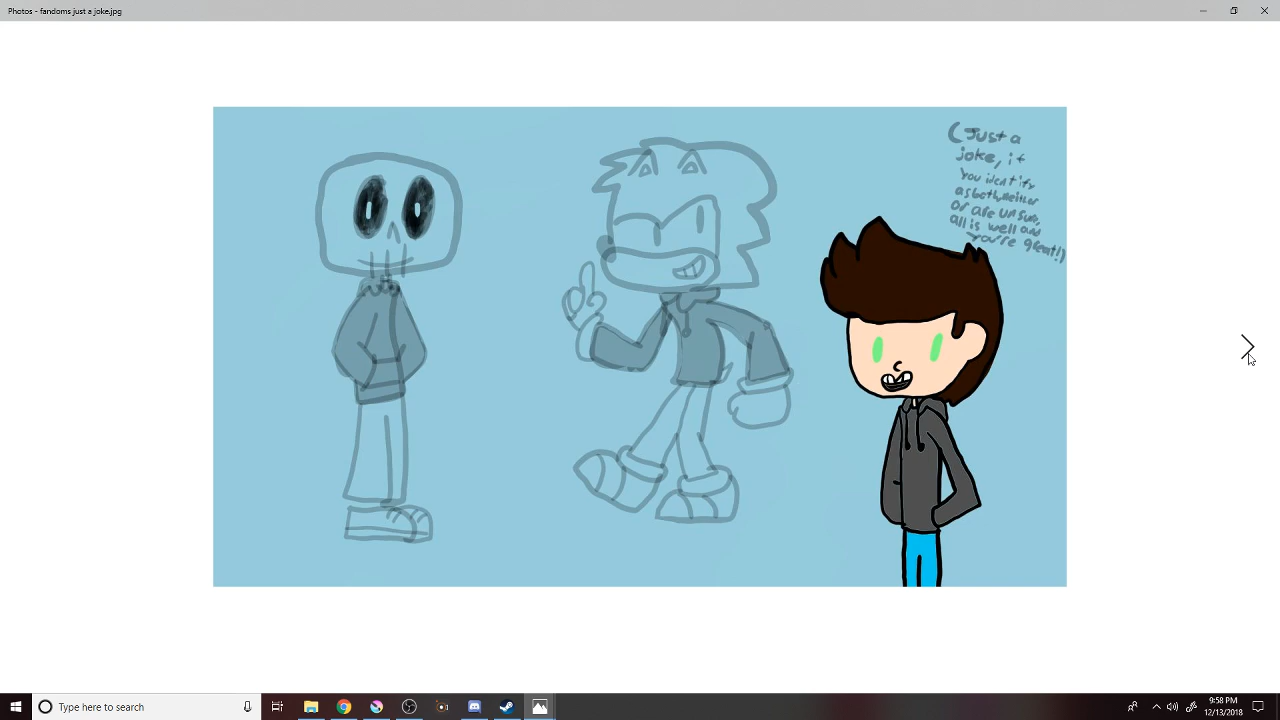 Photos - fandoms just a joke.jpg
(Just a
joke, if
you identify
as both, neither
or are unsure,
all is well and
you're great!)
Type here to search
9:58 PM
12/13/2018